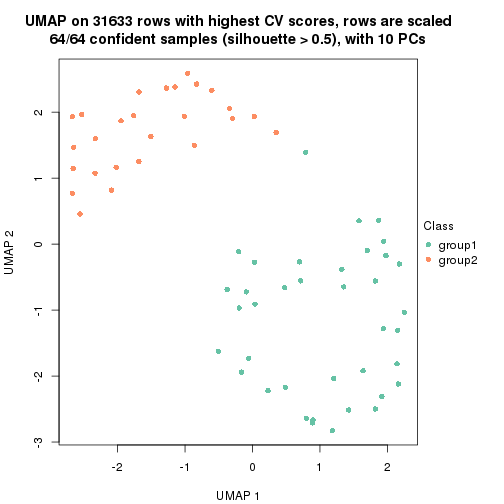 UMAP on 31633 rows with highest CV scores, rows are scaled
64/64 confident samples (silhouette > 0.5), with 10 PCs
2
1
0
-1
-2
-3
UMAP 2
-2
-1
0
1
2
UMAP 1
Class
group1
group2